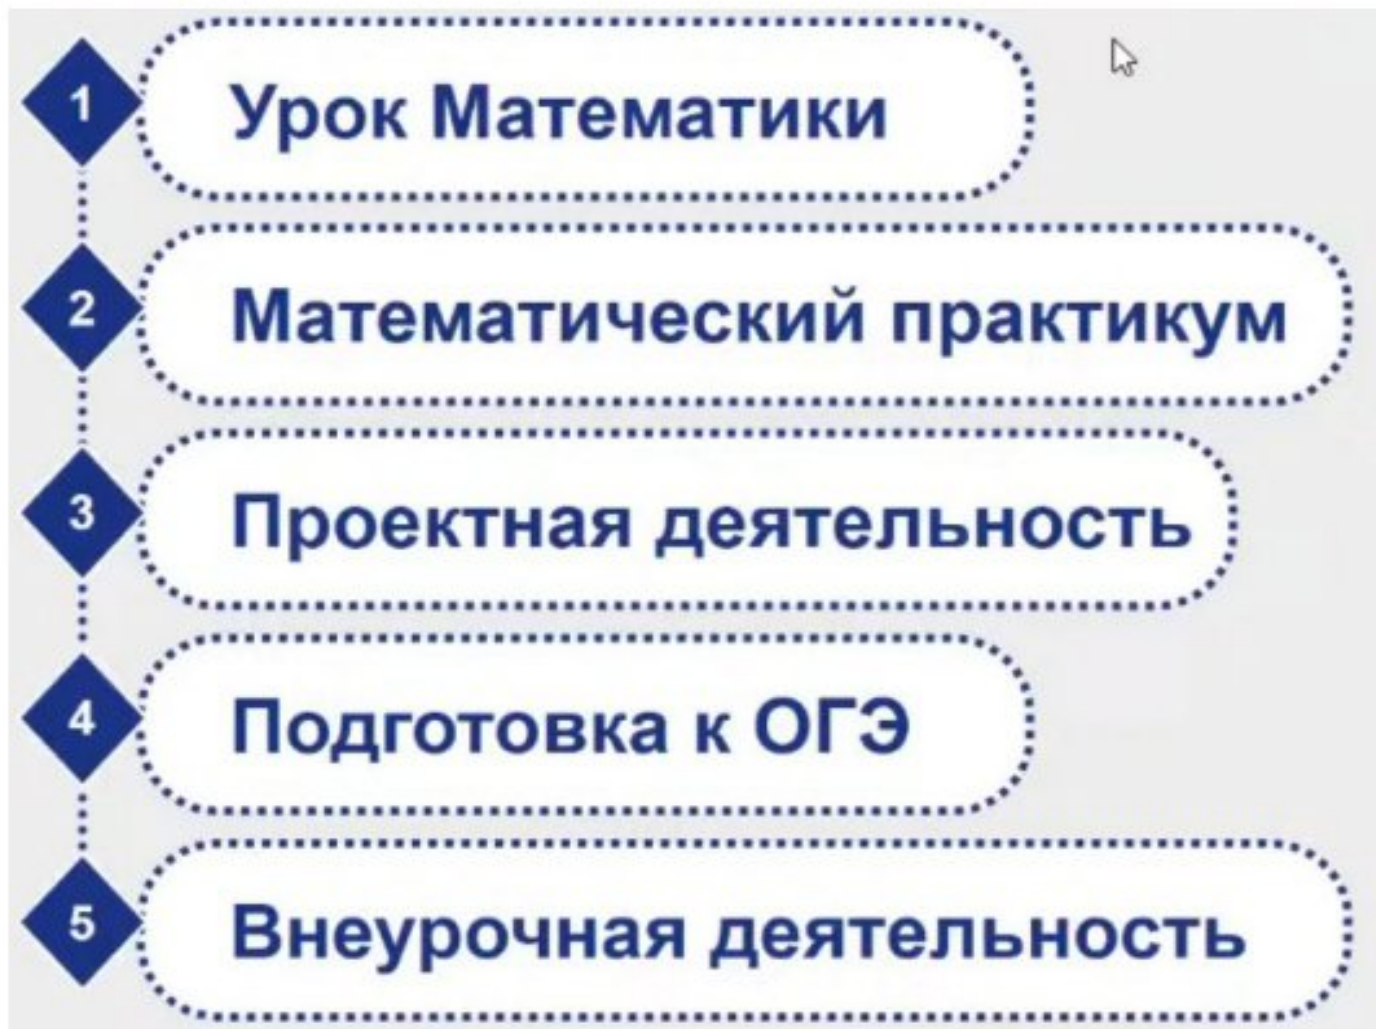 1 Урок Математики
2 Математический практикум
3 Проектная деятельность
4 Подготовка к ОГЭ
5 Внеурочная деятельность